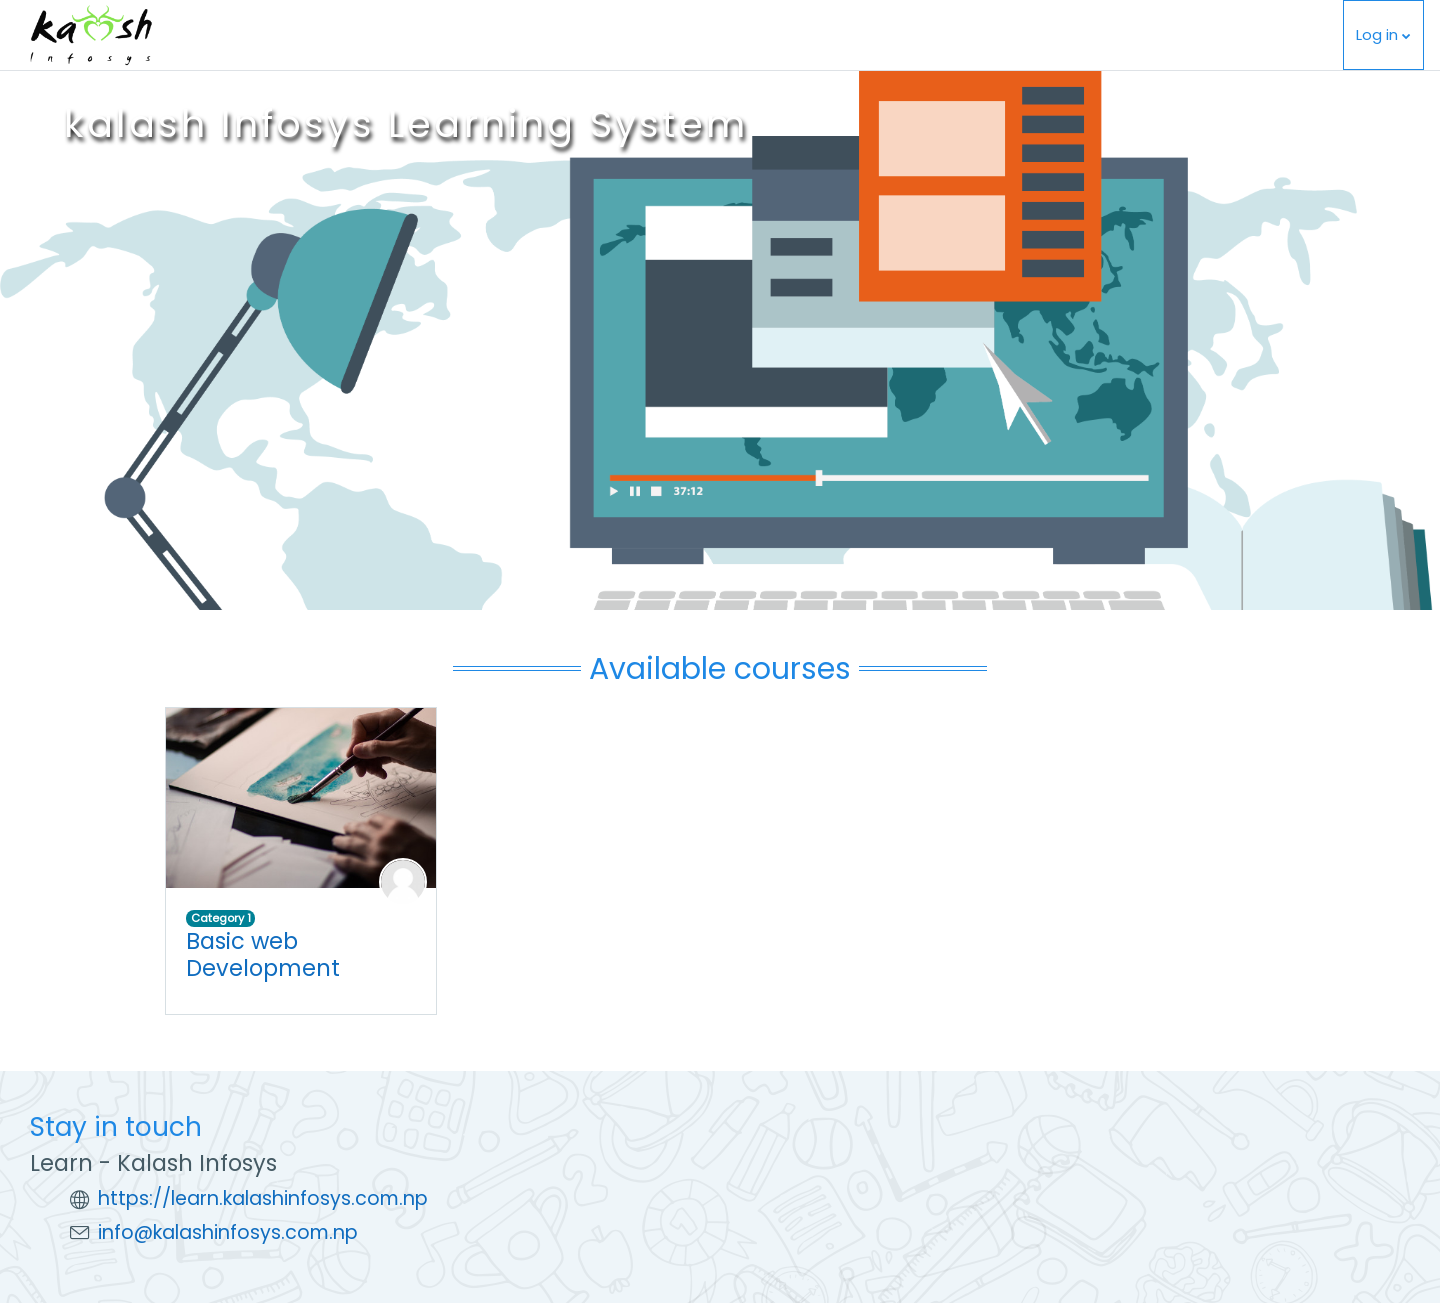 kalash
Infosys
Log in
kalash Infosys Learning System
37:12
Available courses
Category 1
Basic web
Development
Stay in touch
Learn - Kalash Infosys
https://learn.kalashinfosys.com.np
info@kalashinfosys.com.np